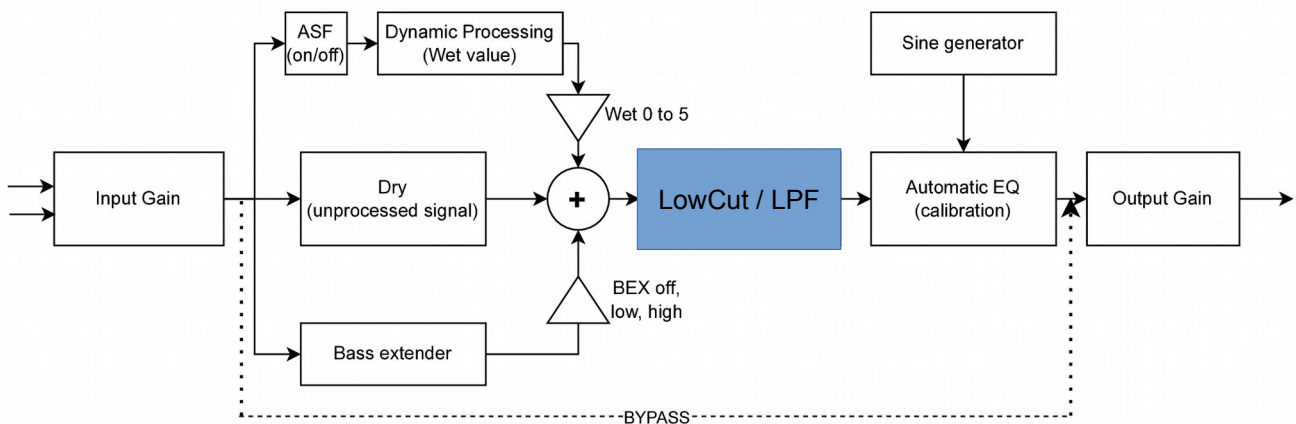 ASF
(on/off)
Dynamic Processing
(Wet value)
Sine generator
Wet 0 to 5
Input Gain
Dry
(unprocessed signal)
+
LowCut / LPF
Automatic EQ
(calibration)
Output Gain
BEX off,
low, high
Bass extender
BYPASS